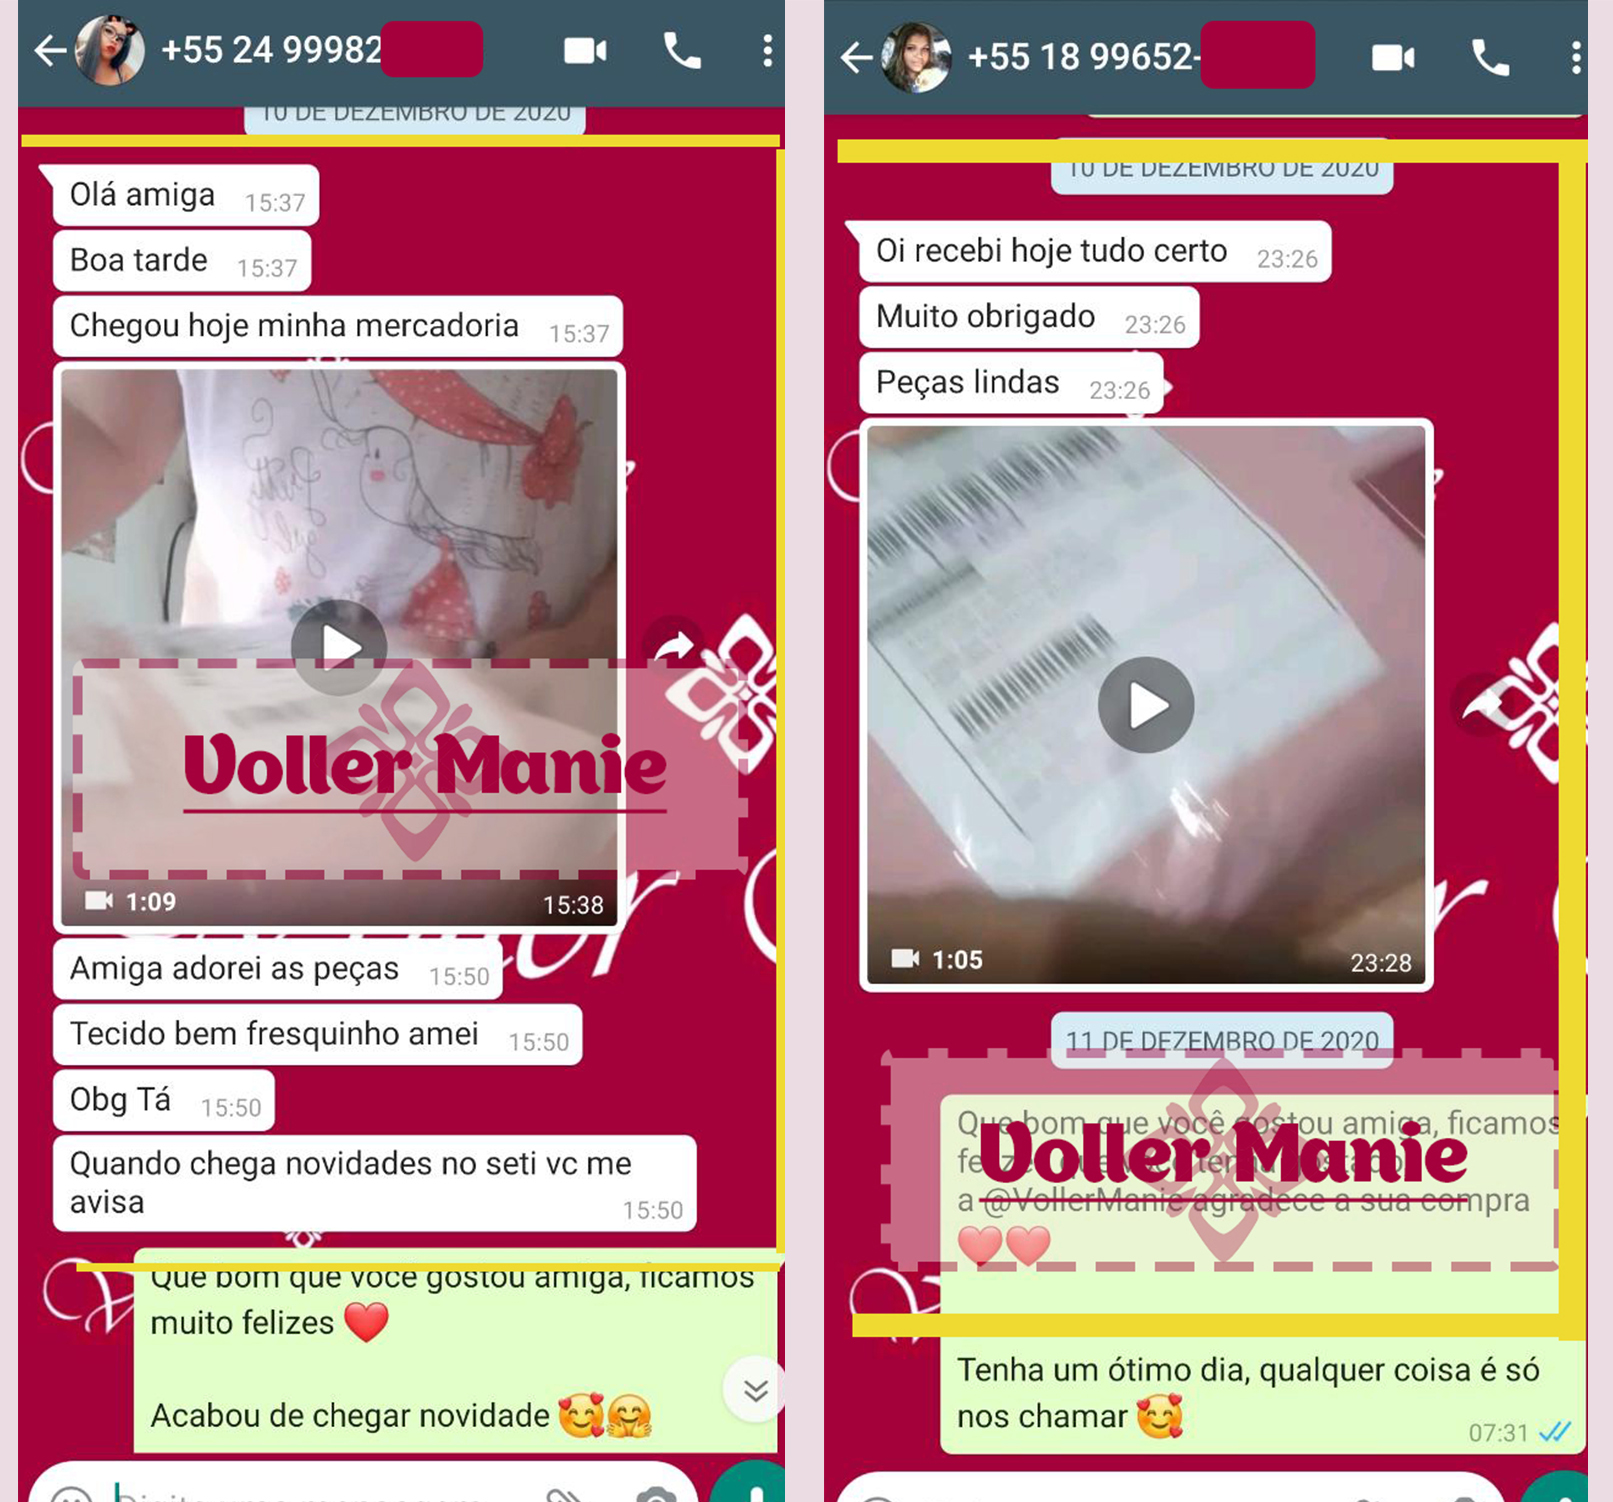 +55 24 99982
10 DE DEZEMBRO DE 2020
Olá amiga 15:37
Boa tarde 15:37
Chegou hoje minha mercadoria 15:37
1:09 15:38
Voller Manie
Amiga adorei as peças 15:50
Tecido bem fresquinho amei 15:50
Obg Tá 15:50
Quando chega novidades no seti vc me
avisa 15:50
Que bom que você gostou amiga, ficamos
muito felizes ❤️
Acabou de chegar novidade 🥰🤗
+55 18 99652-
10 DE DEZEMBRO DE 2020
Oi recebi hoje tudo certo 23:26
Muito obrigado 23:26
Peças lindas 23:26
1:05 23:28
11 DE DEZEMBRO DE 2020
Que bom que você gostou amiga, ficamos
Voller Manie
a @VollerManie agradece a sua compra
❤️❤️
Tenha um ótimo dia, qualquer coisa é só
nos chamar 🥰 07:31